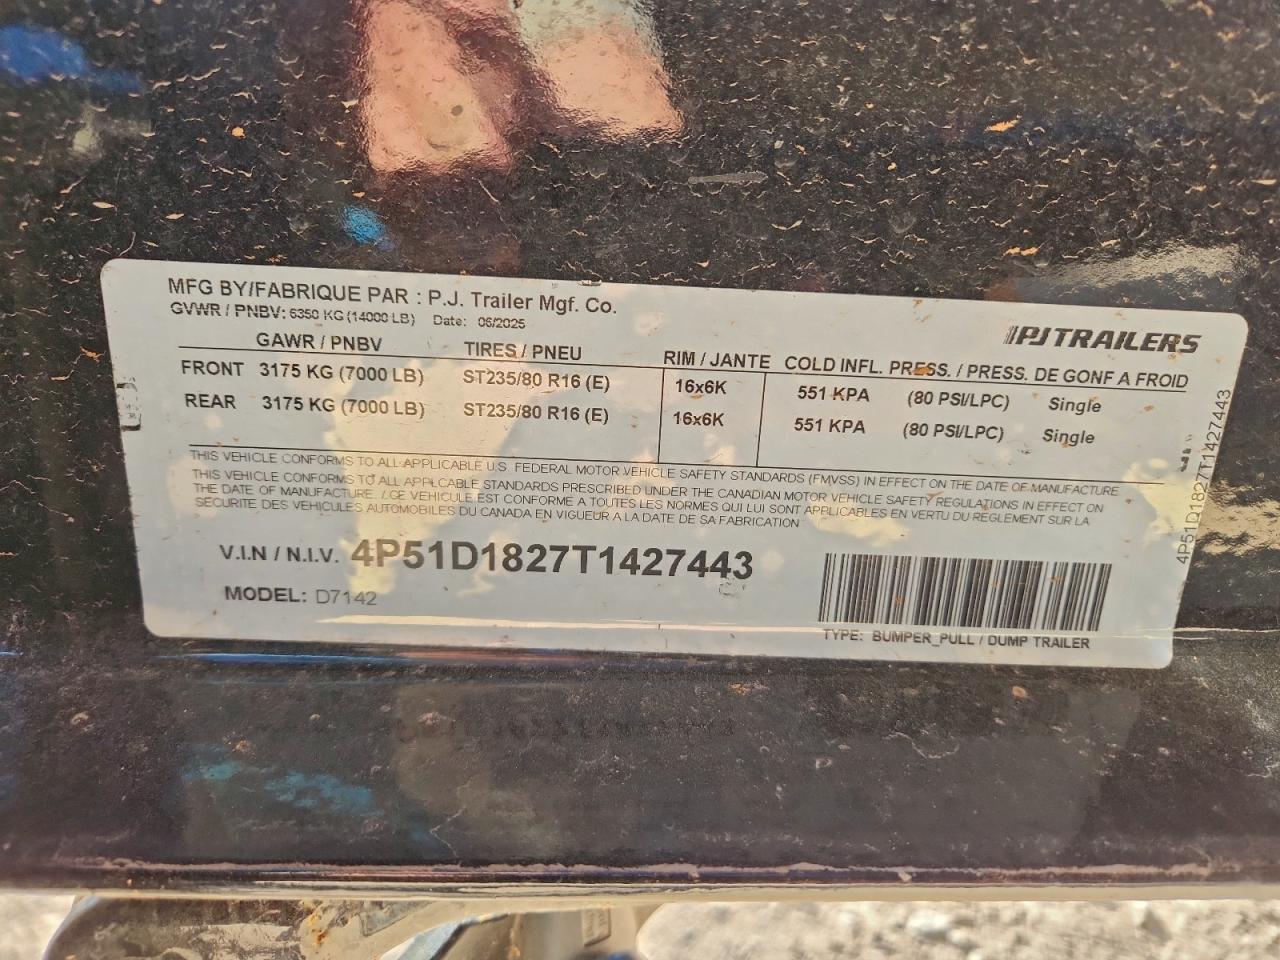 MFG BY/FABRIQUE PAR : P.J. Trailer Mgf. Co.
GVWR / PNBV: 6350 KG (14000 LB) Date: 06/2025
PJ TRAILERS
GAWR / PNBV TIRES / PNEU RIM / JANTE COLD INFL. PRESS. / PRESS. DE GONF A FROID
FRONT 3175 KG (7000 LB) ST235/80 R16 (E) 16x6K 551 KPA (80 PSI/LPC) Single
REAR 3175 KG (7000 LB) ST235/80 R16 (E) 16x6K 551 KPA (80 PSI/LPC) Single
THIS VEHICLE CONFORMS TO ALL APPLICABLE U.S. FEDERAL MOTOR VEHICLE SAFETY STANDARDS (FMVSS) IN EFFECT ON THE DATE OF MANUFACTURE
THIS VEHICLE CONFORMS TO ALL APPLCABLE STANDARDS PRESCRIBED UNDER THE CANADIAN MOTOR VEHICLE SAFETY REGULATIONS IN EFFECT ON
THE DATE OF MANUFACTURE. / CE VEHICULE EST CONFORME A TOUTES LES NORMES QUI LUI SONT APPLICABLES EN VERTU DU REGLEMENT SUR LA
SECURITE DES VEHICULES AUTOMOBILES DU CANADA EN VIGUEUR A LA DATE DE SA FABRICATION
V.I.N / N.I.V. 4P51D1827T1427443
MODEL: D7142
TYPE: BUMPER_PULL / DUMP TRAILER
4P51D1827T1427443